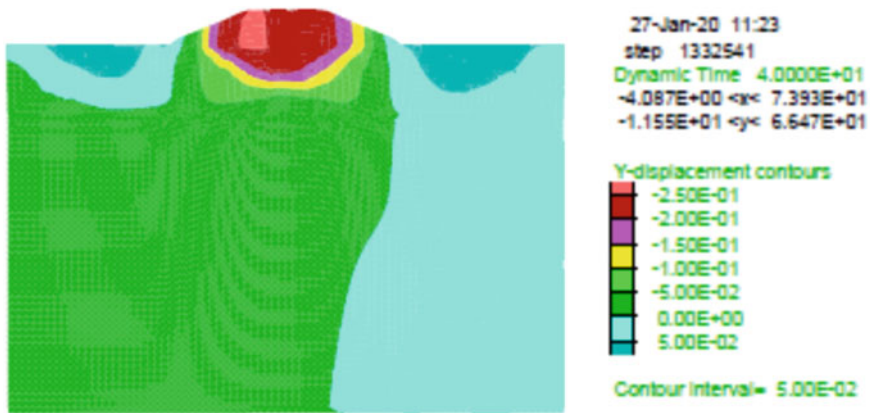 27-Jan-20 11:23
step 1332541
Dynamic Time 4.0000E+01
-4.087E+00 <x< 7.393E+01
-1.155E+01 <y< 6.647E+01
Y-displacement contours
-2.50E-01
-2.00E-01
-1.50E-01
-1.00E-01
-5.00E-02
0.00E+00
5.00E-02
Contour interval= 5.00E-02